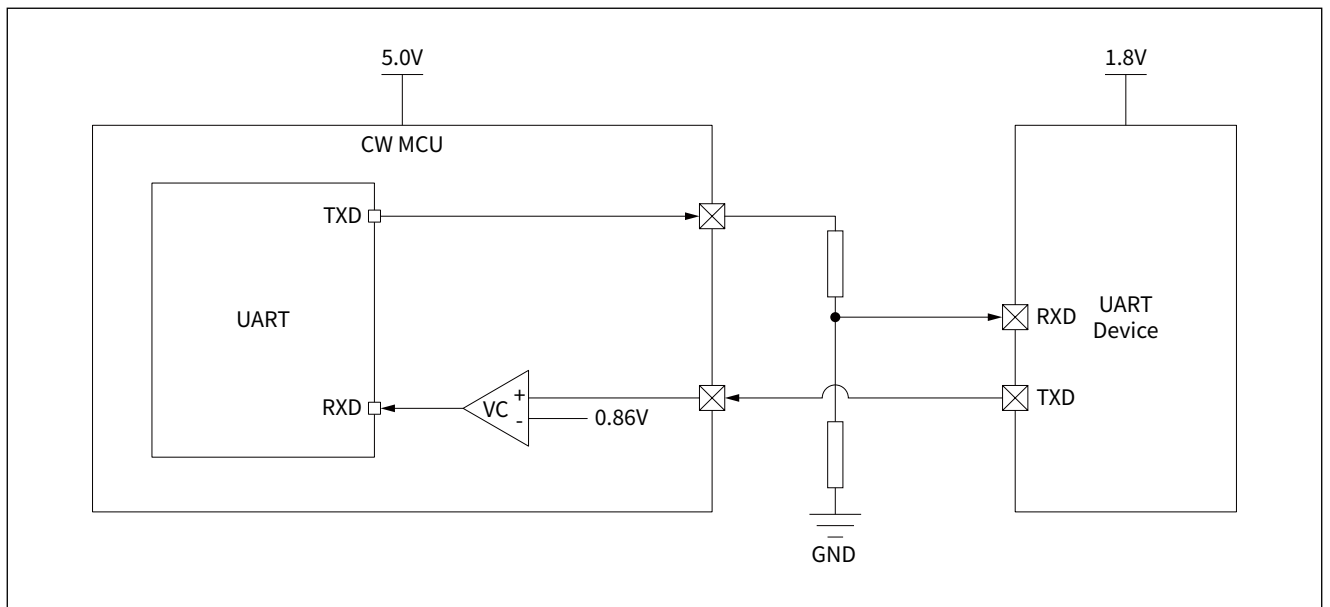 5.0V
1.8V
CW MCU
TXD
UART
RXD
VC
+
-
0.86V
RXD
UART
Device
TXD
GND